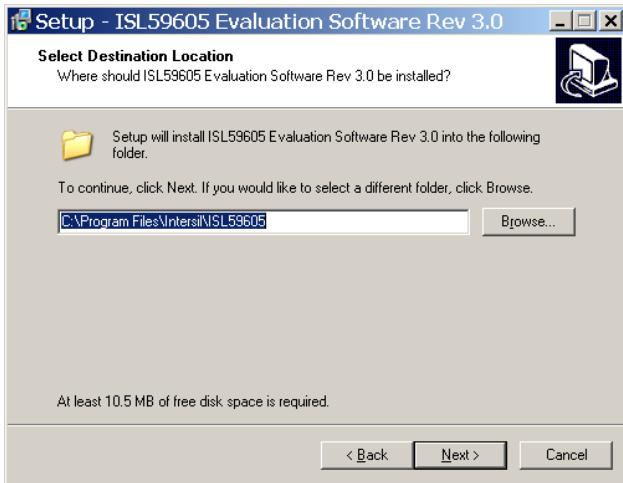 Setup - ISL59605 Evaluation Software Rev 3.0
Select Destination Location
Where should ISL59605 Evaluation Software Rev 3.0 be installed?
Setup will install ISL59605 Evaluation Software Rev 3.0 into the following
folder.
To continue, click Next. If you would like to select a different folder, click Browse.
C:\Program Files\Intersil\ISL59605
Browse...
At least 10.5 MB of free disk space is required.
< Back
Next >
Cancel